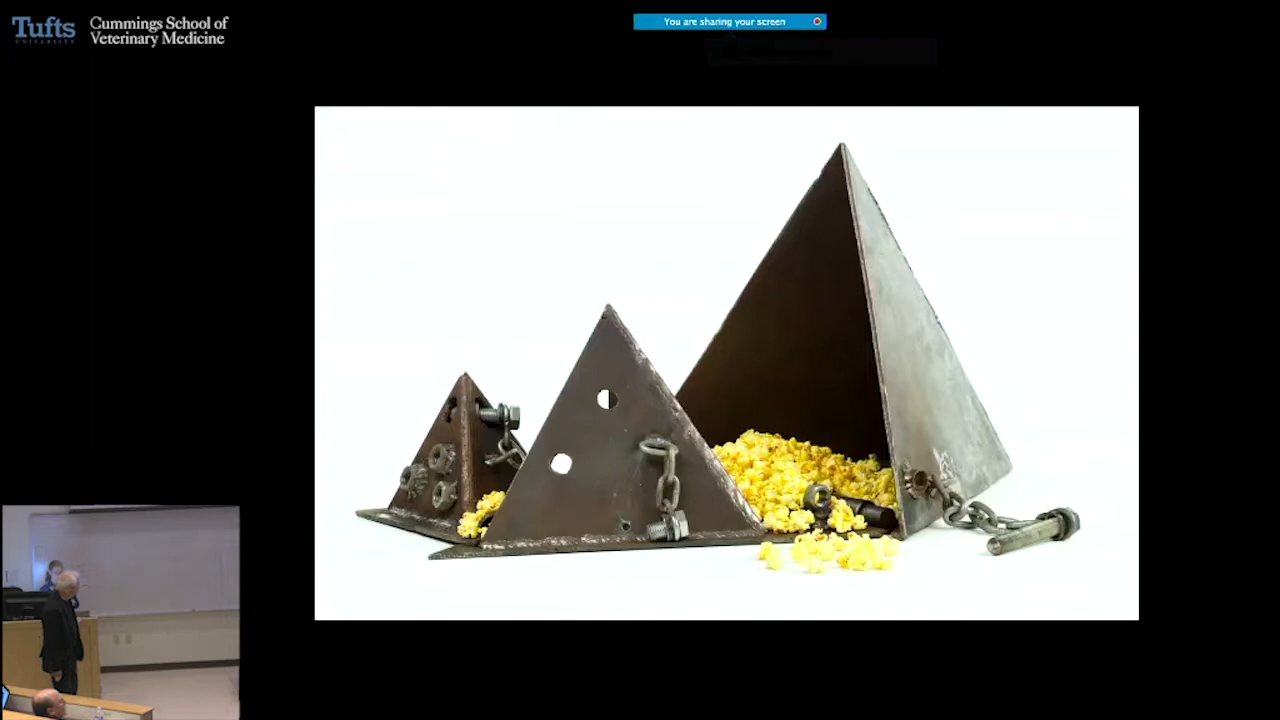 Tufts
UNIVERSITY
Cummings School of
Veterinary Medicine
You are sharing your screen